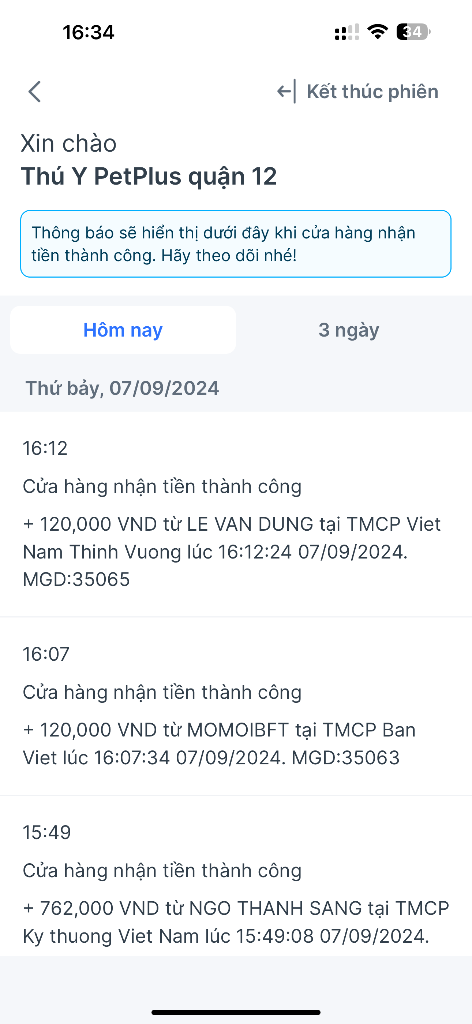 16:34
34
Kết thúc phiên
Xin chào
Thú Y PetPlus quận 12
Thông báo sẽ hiển thị dưới đây khi cửa hàng nhận
tiền thành công. Hãy theo dõi nhé!
Hôm nay
3 ngày
Thứ bảy, 07/09/2024
16:12
Cửa hàng nhận tiền thành công
+ 120,000 VND từ LE VAN DUNG tại TMCP Viet
Nam Thinh Vuong lúc 16:12:24 07/09/2024.
MGD:35065
16:07
Cửa hàng nhận tiền thành công
+ 120,000 VND từ MOMOIBFT tại TMCP Ban
Viet lúc 16:07:34 07/09/2024. MGD:35063
15:49
Cửa hàng nhận tiền thành công
+ 762,000 VND từ NGO THANH SANG tại TMCP
Ky thuong Viet Nam lúc 15:49:08 07/09/2024.